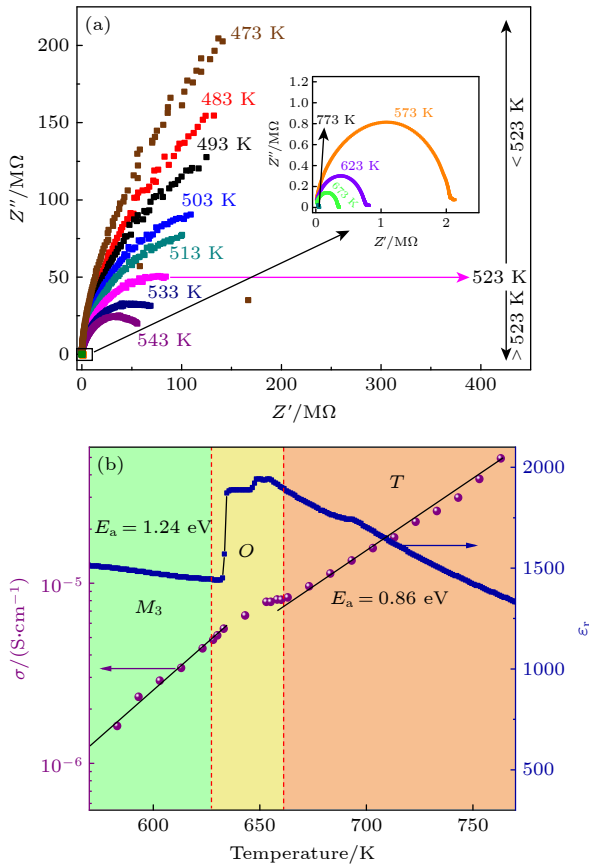 (a)
Z″/MΩ
200
150
100
50
0
473 K
483 K
493 K
503 K
513 K
523 K
533 K
543 K
< 523 K
> 523 K
Z″/MΩ
1.2
1.0
0.8
0.6
0.4
0.2
0
773 K
573 K
623 K
673 K
0 1 2
Z′/MΩ
0 100 200 300 400
Z′/MΩ
(b)
σ/(S·cm⁻¹)
10⁻⁵
10⁻⁶
Eₐ = 1.24 eV
M₃
O
T
Eₐ = 0.86 eV
2000
1500
1000
500
εᵣ
600 650 700 750
Temperature/K